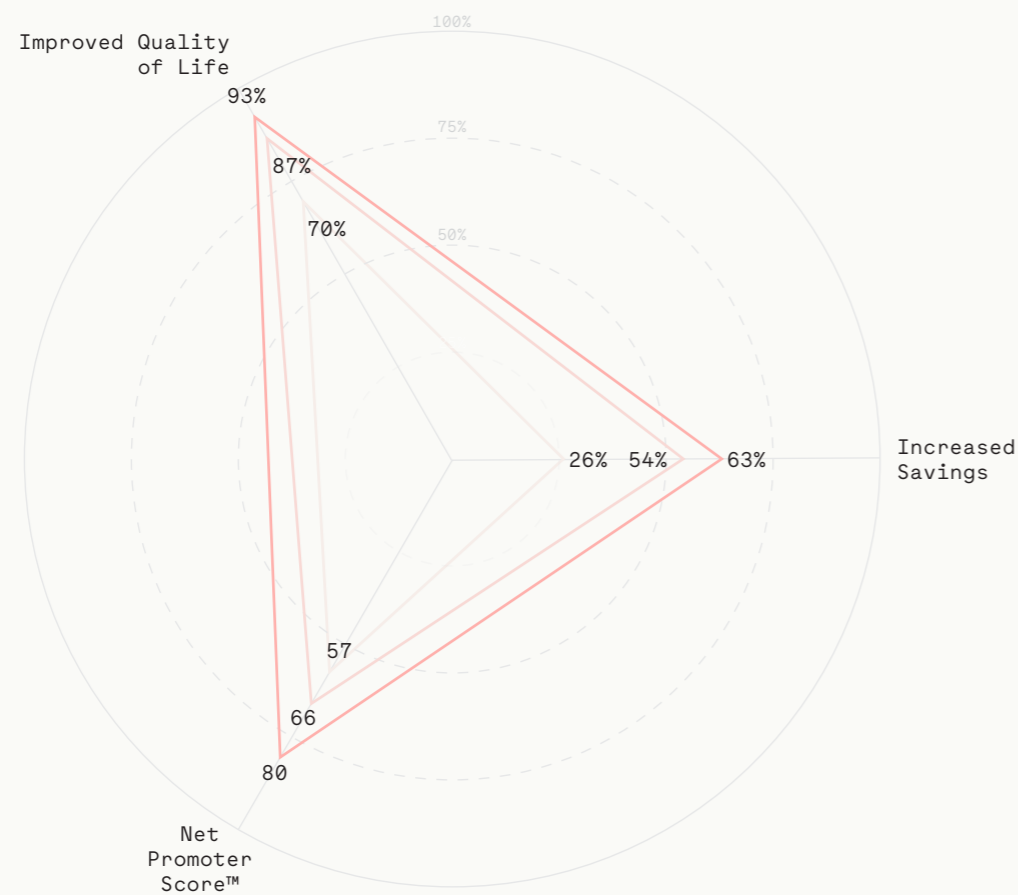 100%
Improved Quality
of Life
93%
75%
87%
70%
50%
26% 54% 63%
Increased
Savings
57
66
80
Net
Promoter
Score™